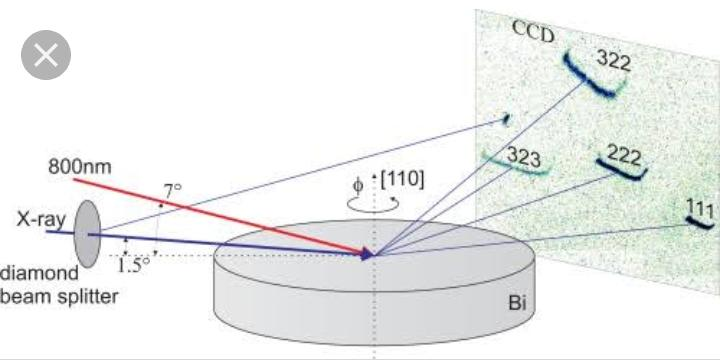 CCD
322
323
222
111
800nm
7°
ϕ
[110]
X-ray
1.5°
diamond
beam splitter
Bi